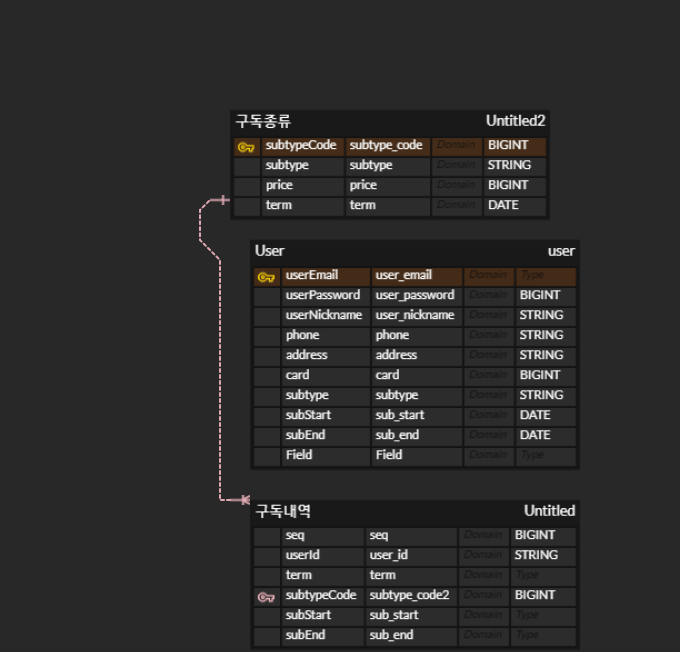 구독종류 Untitled2
subtypeCode subtype_code Domain BIGINT
subtype subtype Domain STRING
price price Domain BIGINT
term term Domain DATE
User user
userEmail user_email Domain Type
userPassword user_password Domain BIGINT
userNickname user_nickname Domain STRING
phone phone Domain STRING
address address Domain STRING
card card Domain BIGINT
subtype subtype Domain STRING
subStart sub_start Domain DATE
subEnd sub_end Domain DATE
Field Field Domain Type
구독내역 Untitled
seq seq Domain BIGINT
userId user_id Domain STRING
term term Domain Type
subtypeCode subtype_code2 Domain BIGINT
subStart sub_start Domain Type
subEnd sub_end Domain Type